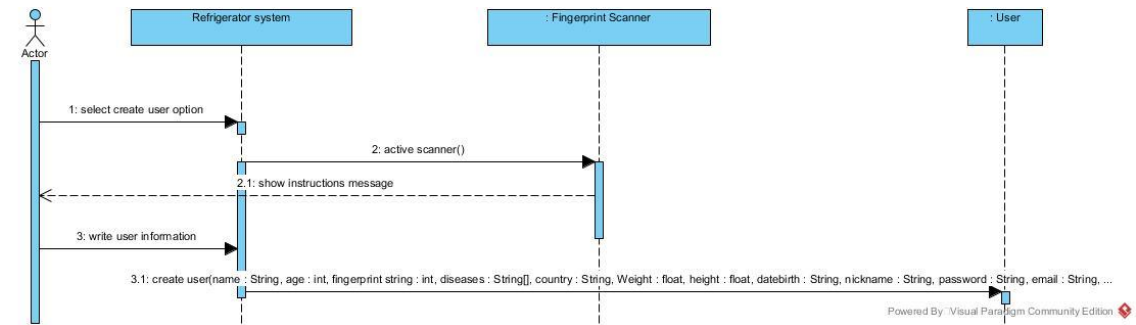 Refrigerator system
: Fingerprint Scanner
: User
Actor
1: select create user option
2: active scanner()
2.1: show instructions message
3: write user information
3.1: create user(name : String, age : int, fingerprint string : int, diseases : String[], country : String, Weight : float, height : float, datebirth : String, nickname : String, password : String, email : String, ...
Powered By Visual Paradigm Community Edition